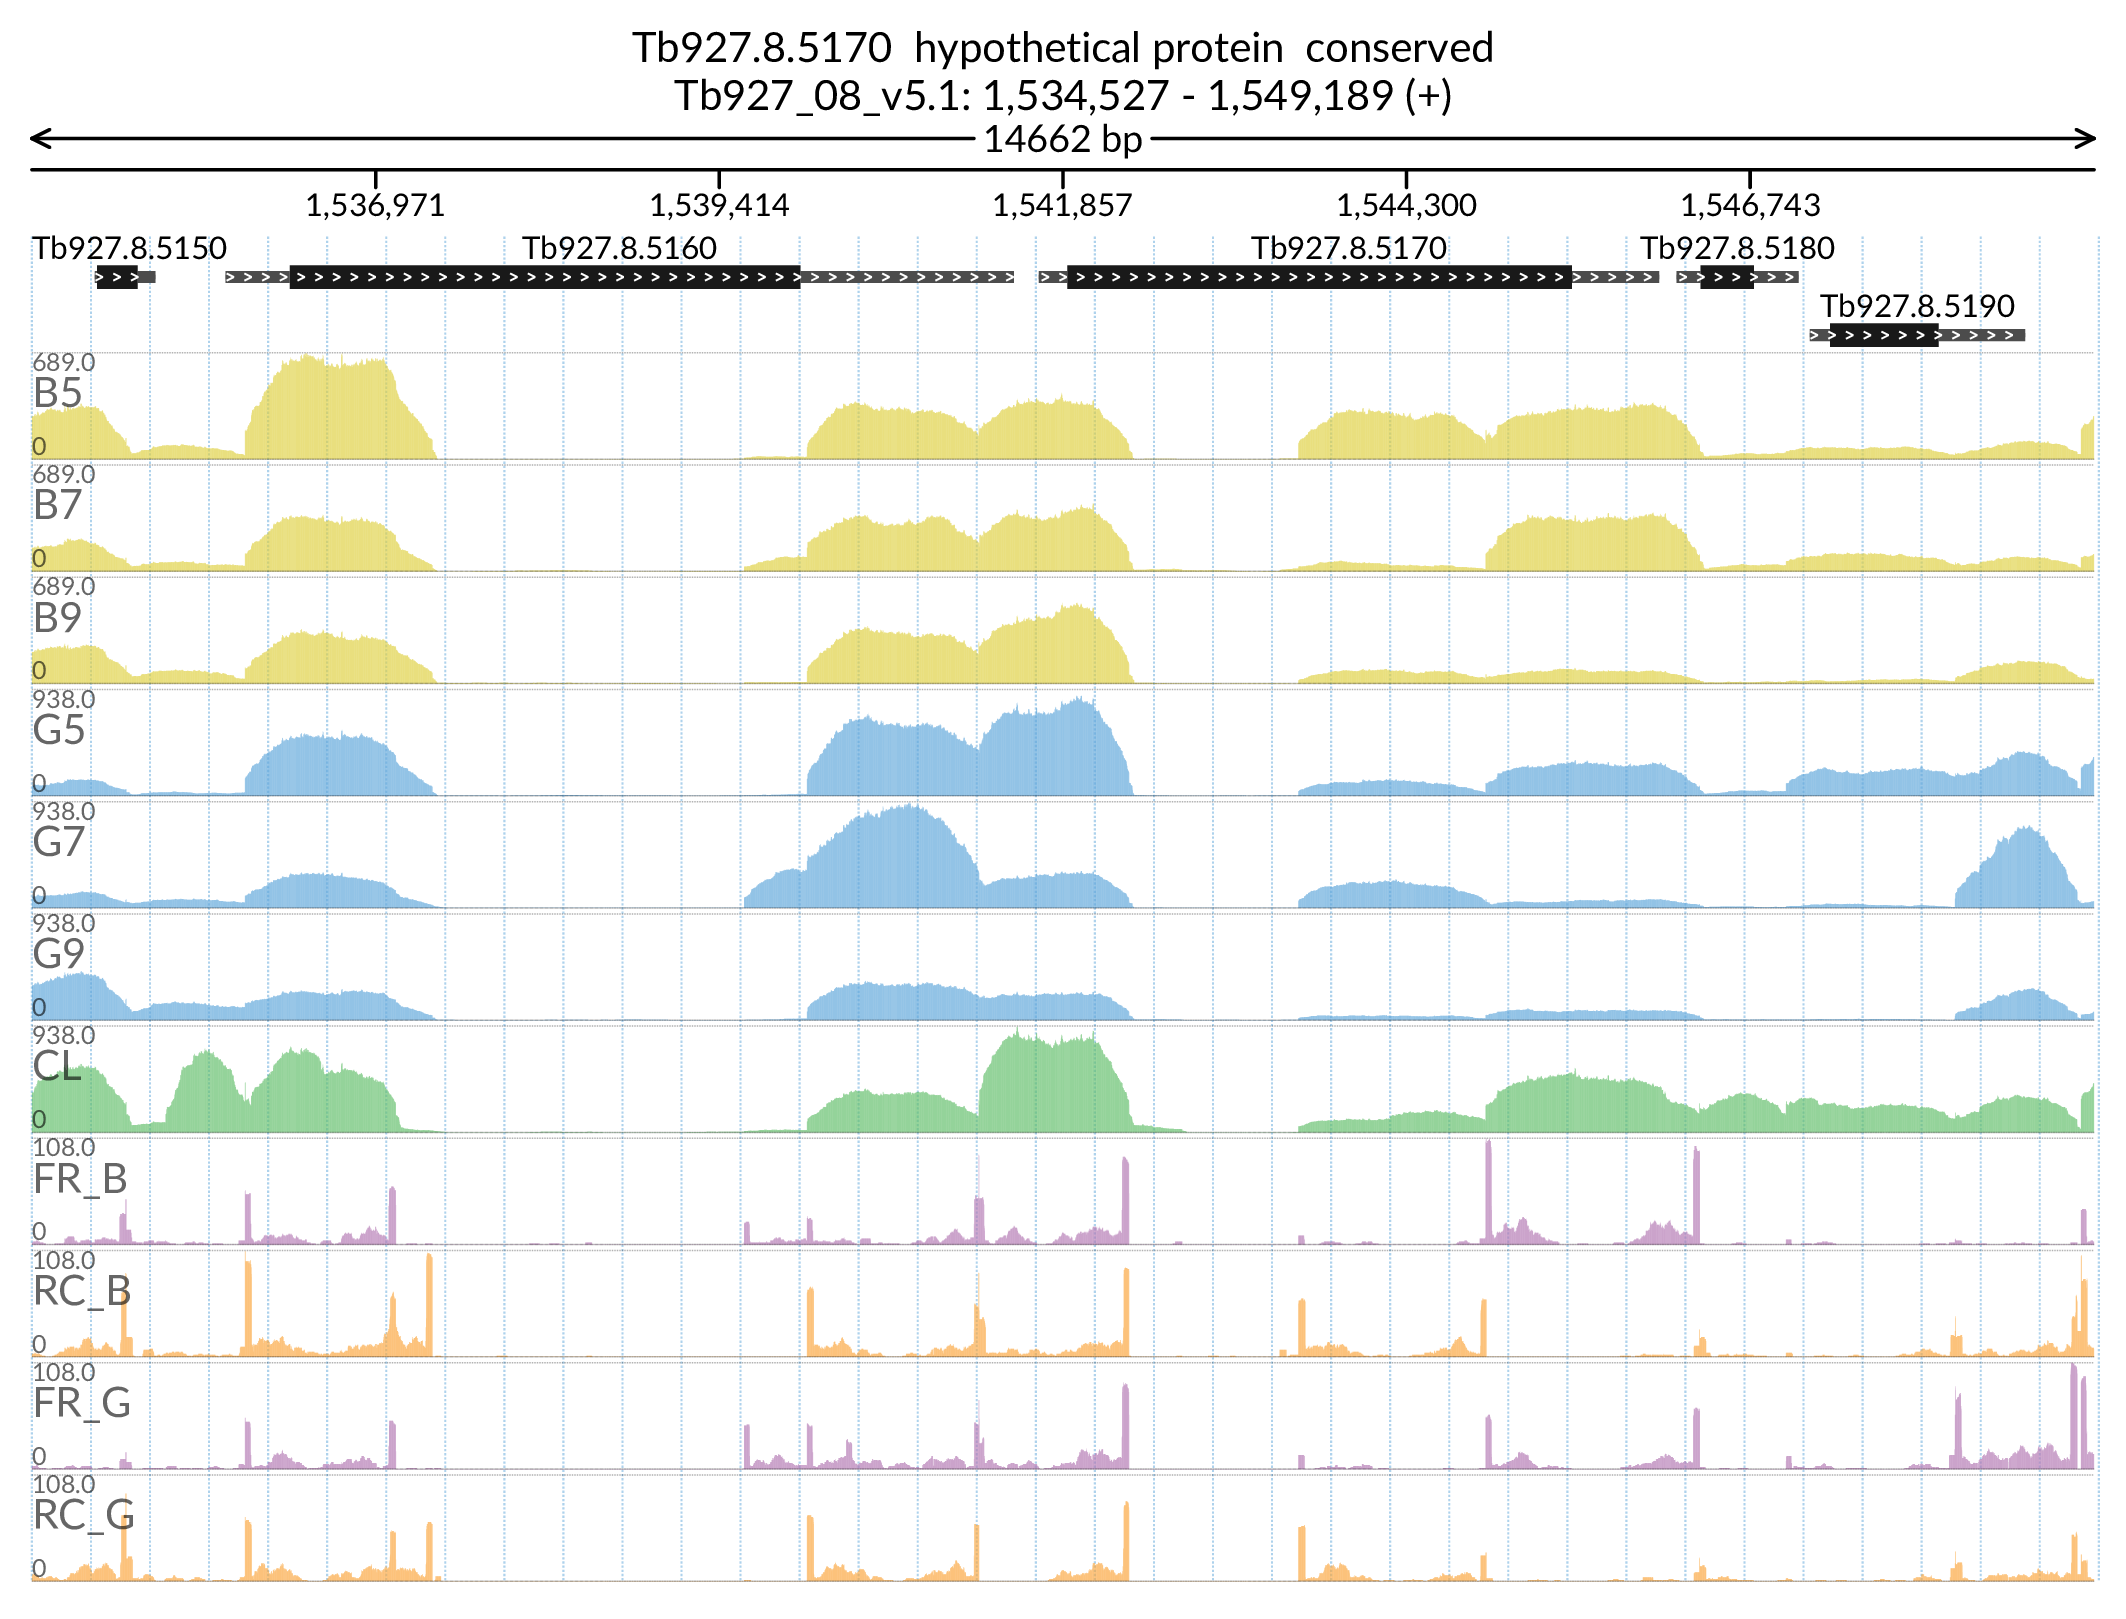 Tb927.8.5170  hypothetical protein  conserved
Tb927_08_v5.1: 1,534,527 - 1,549,189 (+)
14662 bp
1,536,971 1,539,414 1,541,857 1,544,300 1,546,743
Tb927.8.5150 Tb927.8.5160 Tb927.8.5170 Tb927.8.5180
Tb927.8.5190
689.0
B5
0
689.0
B7
0
689.0
B9
0
938.0
G5
0
938.0
G7
0
938.0
G9
0
938.0
CL
0
108.0
FR_B
0
108.0
RC_B
0
108.0
FR_G
0
108.0
RC_G
0